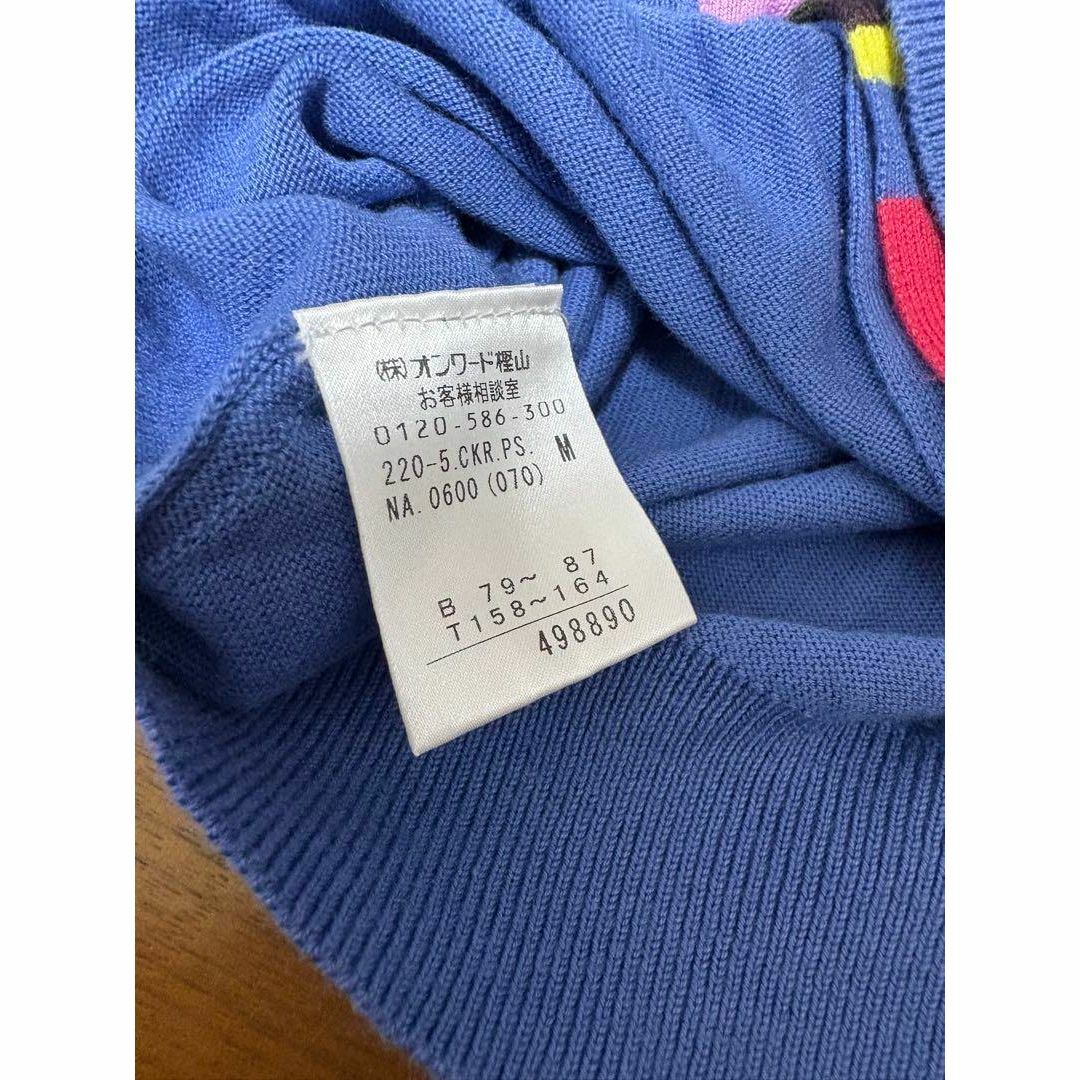 (株)オンワード樫山
お客様相談室
0120-586-300
220-5.CKR.PS. M
NA. 0600 (070)
B 79~ 87
T158~164
498890